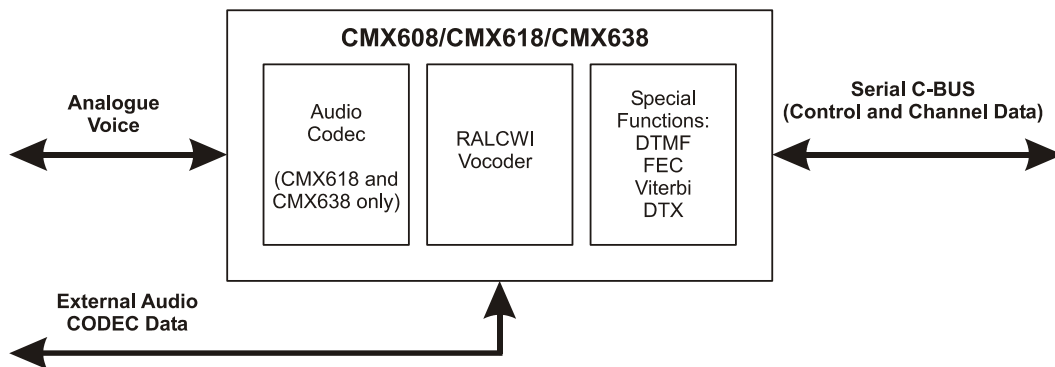 CMX608/CMX618/CMX638
Analogue
Voice
Audio
Codec
(CMX618 and
CMX638 only)
RALCWI
Vocoder
Special
Functions:
DTMF
FEC
Viterbi
DTX
Serial C-BUS
(Control and Channel Data)
External Audio
CODEC Data